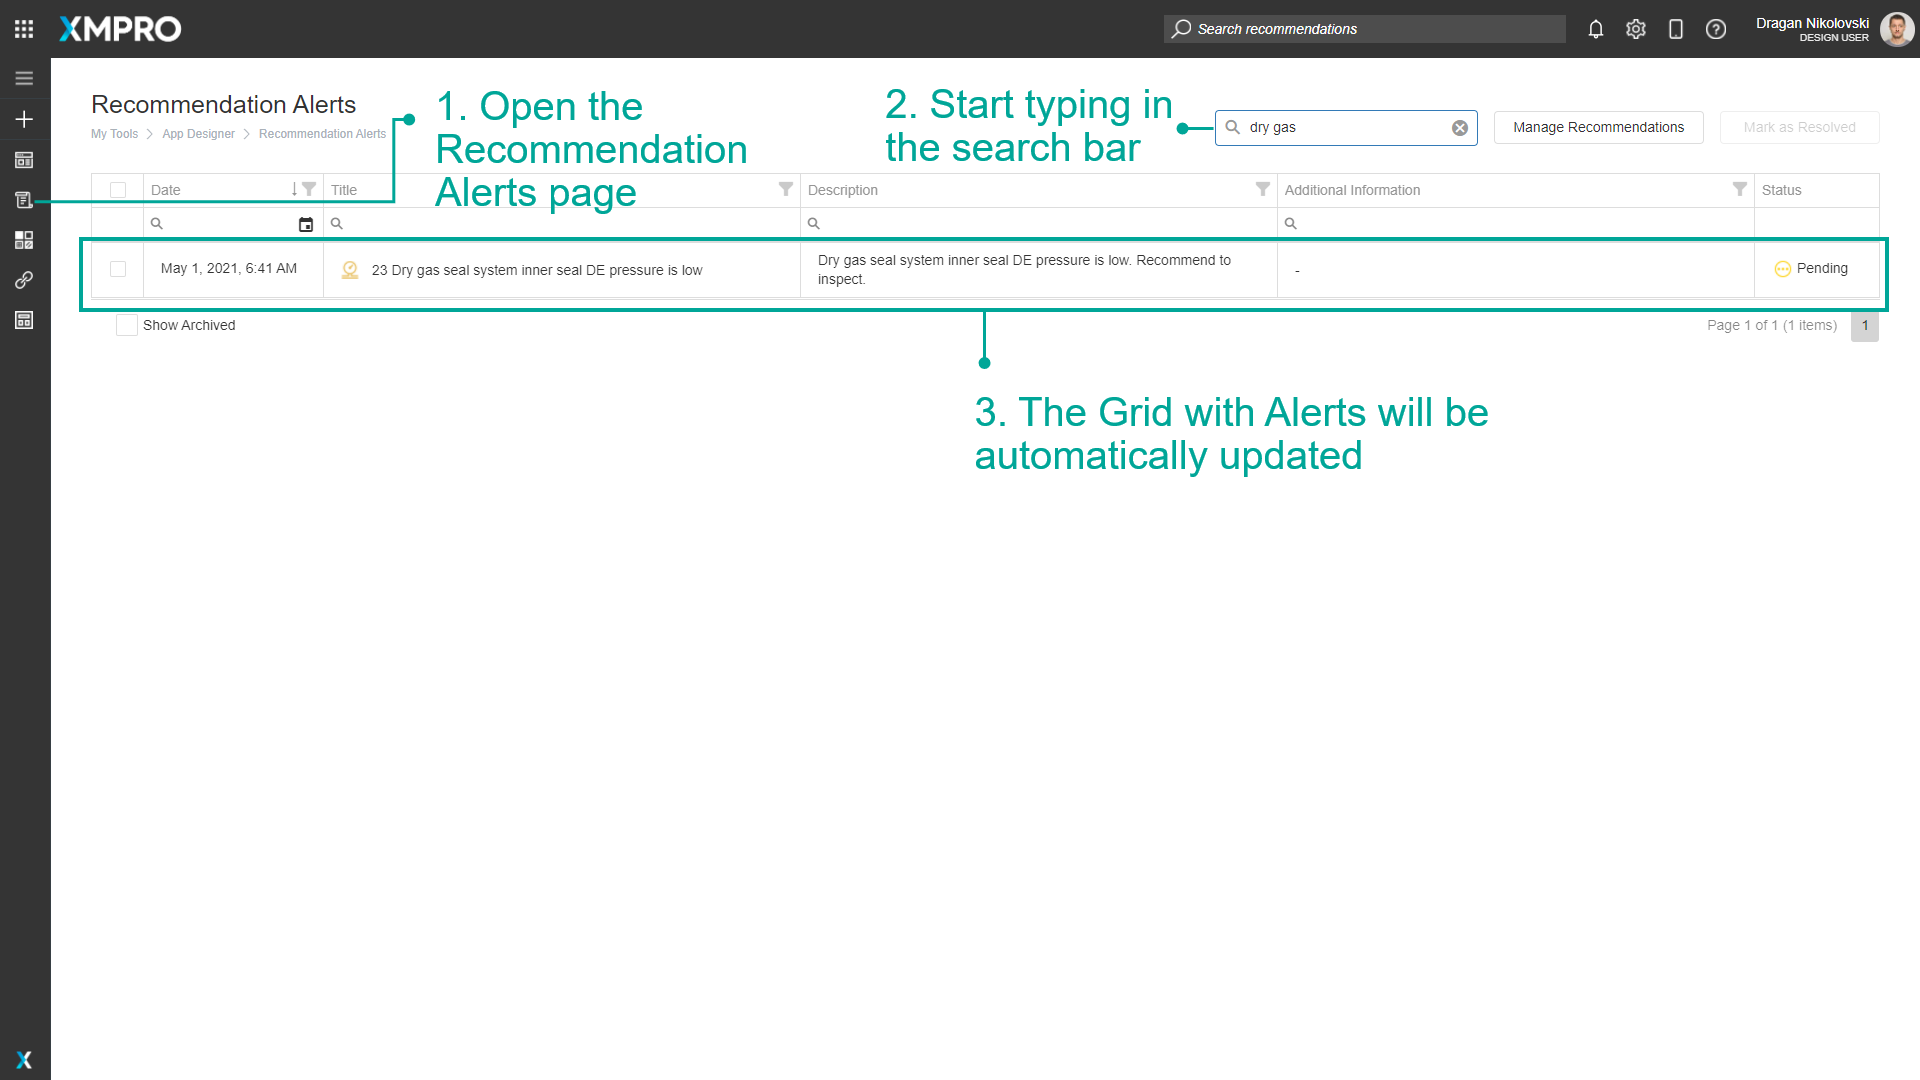 XMPRO
Search recommendations
Dragan Nikolovski
DESIGN USER
Recommendation Alerts
My Tools > App Designer > Recommendation Alerts
1. Open the
Recommendation
Alerts page
2. Start typing in
the search bar
dry gas
Manage Recommendations
Mark as Resolved
Date
Title
Description
Additional Information
Status
May 1, 2021, 6:41 AM
23 Dry gas seal system inner seal DE pressure is low
Dry gas seal system inner seal DE pressure is low. Recommend to
inspect.
-
Pending
Show Archived
Page 1 of 1 (1 items)
1
3. The Grid with Alerts will be
automatically updated
X